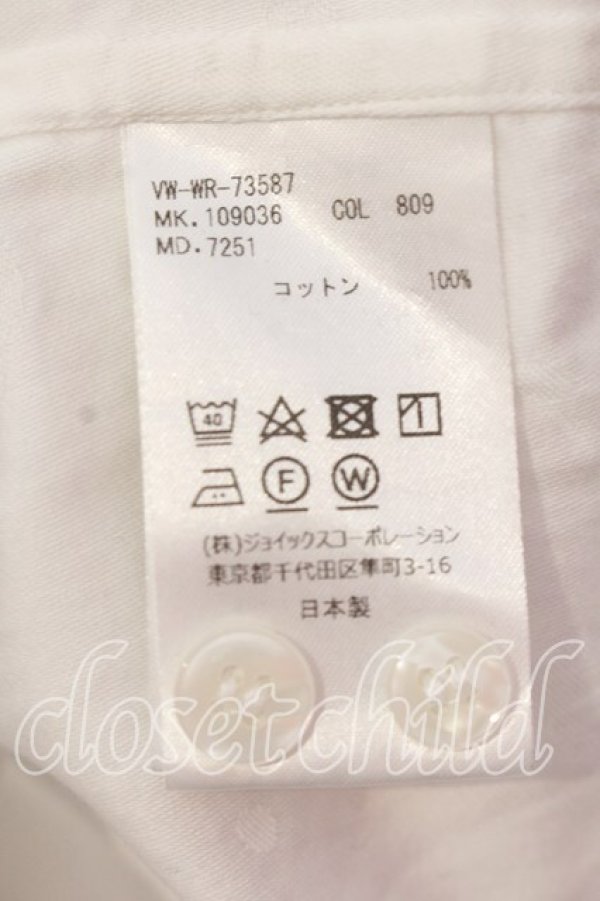 VW-WR-73587
MK.109036 COL 809
MD.7251
コットン 100%
40
F W
(株)ジョイックスコーポレーション
東京都千代田区隼町3-16
日本製
closetchild